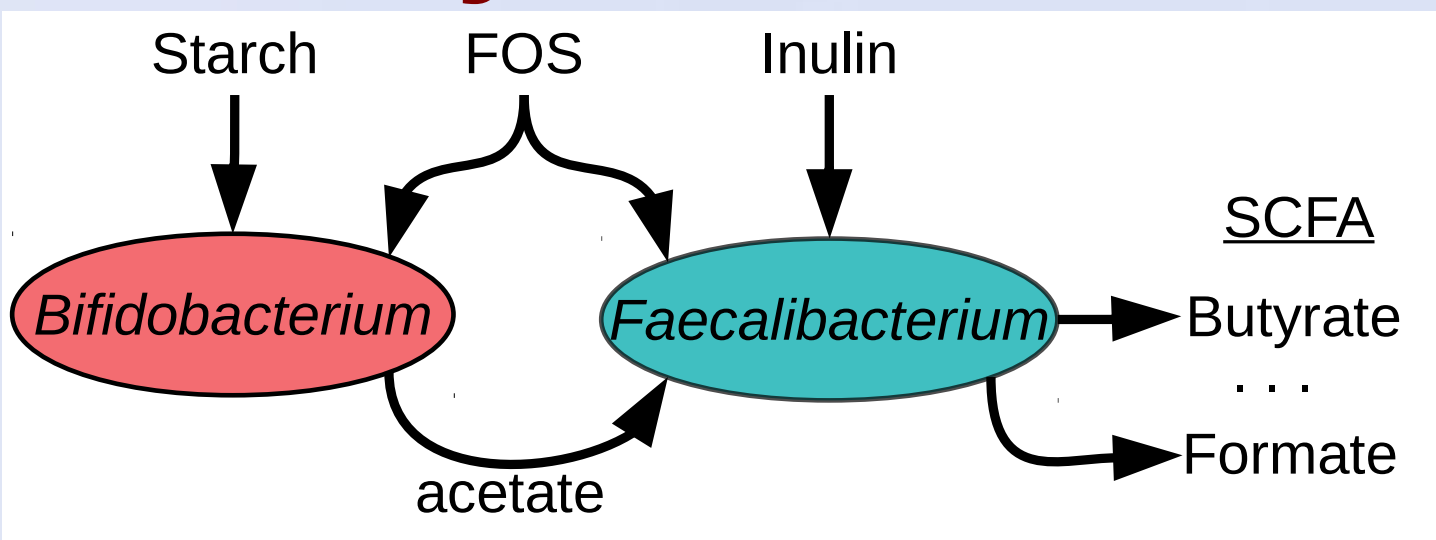 Starch FOS Inulin
SCFA
Bifidobacterium Faecalibacterium Butyrate
. . .
Formate
acetate